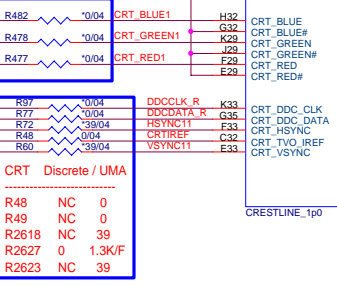 R482 *0/04 CRT_BLUE1 H32 CRT_BLUE
G32 CRT_BLUE#
R478 *0/04 CRT_GREEN1 K29 CRT_GREEN
J29 CRT_GREEN#
R477 *0/04 CRT_RED1 F29 CRT_RED
E29 CRT_RED#
R97 *0/04 DDCCLK_R K33 CRT_DDC_CLK
R77 *0/04 DDCDATA_R G35 CRT_DDC_DATA
R72 *39/04 HSYNC11 F33 CRT_HSYNC
R48 0/04 CRTIREF C32 CRT_TVO_IREF
R60 *39/04 VSYNC11 E33 CRT_VSYNC
CRT Discrete / UMA
---------------------------
R48 NC 0
R49 NC 0
R2618 NC 39
R2627 0 1.3K/F
R2623 NC 39
CRESTLINE_1p0